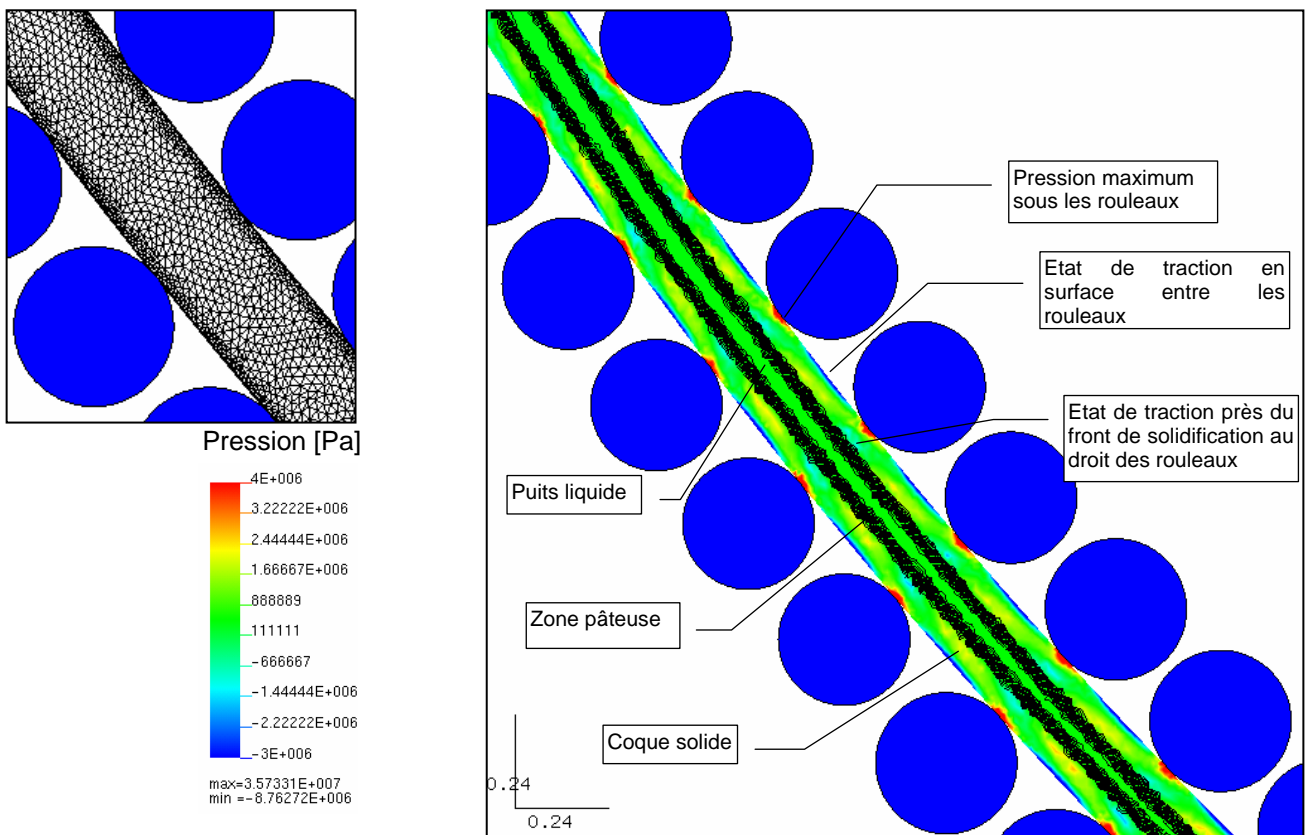 Pression maximum
sous les rouleaux
Etat de traction en
surface entre les
rouleaux
Etat de traction près du
front de solidification au
droit des rouleaux
Puits liquide
Zone pâteuse
Coque solide
Pression [Pa]
4E+006
3.22222E+006
2.44444E+006
1.66667E+006
888889
111111
-666667
-1.44444E+006
-2.22222E+006
-3E+006
max=3.57331E+007
min =-8.76272E+006
0.24
0.24